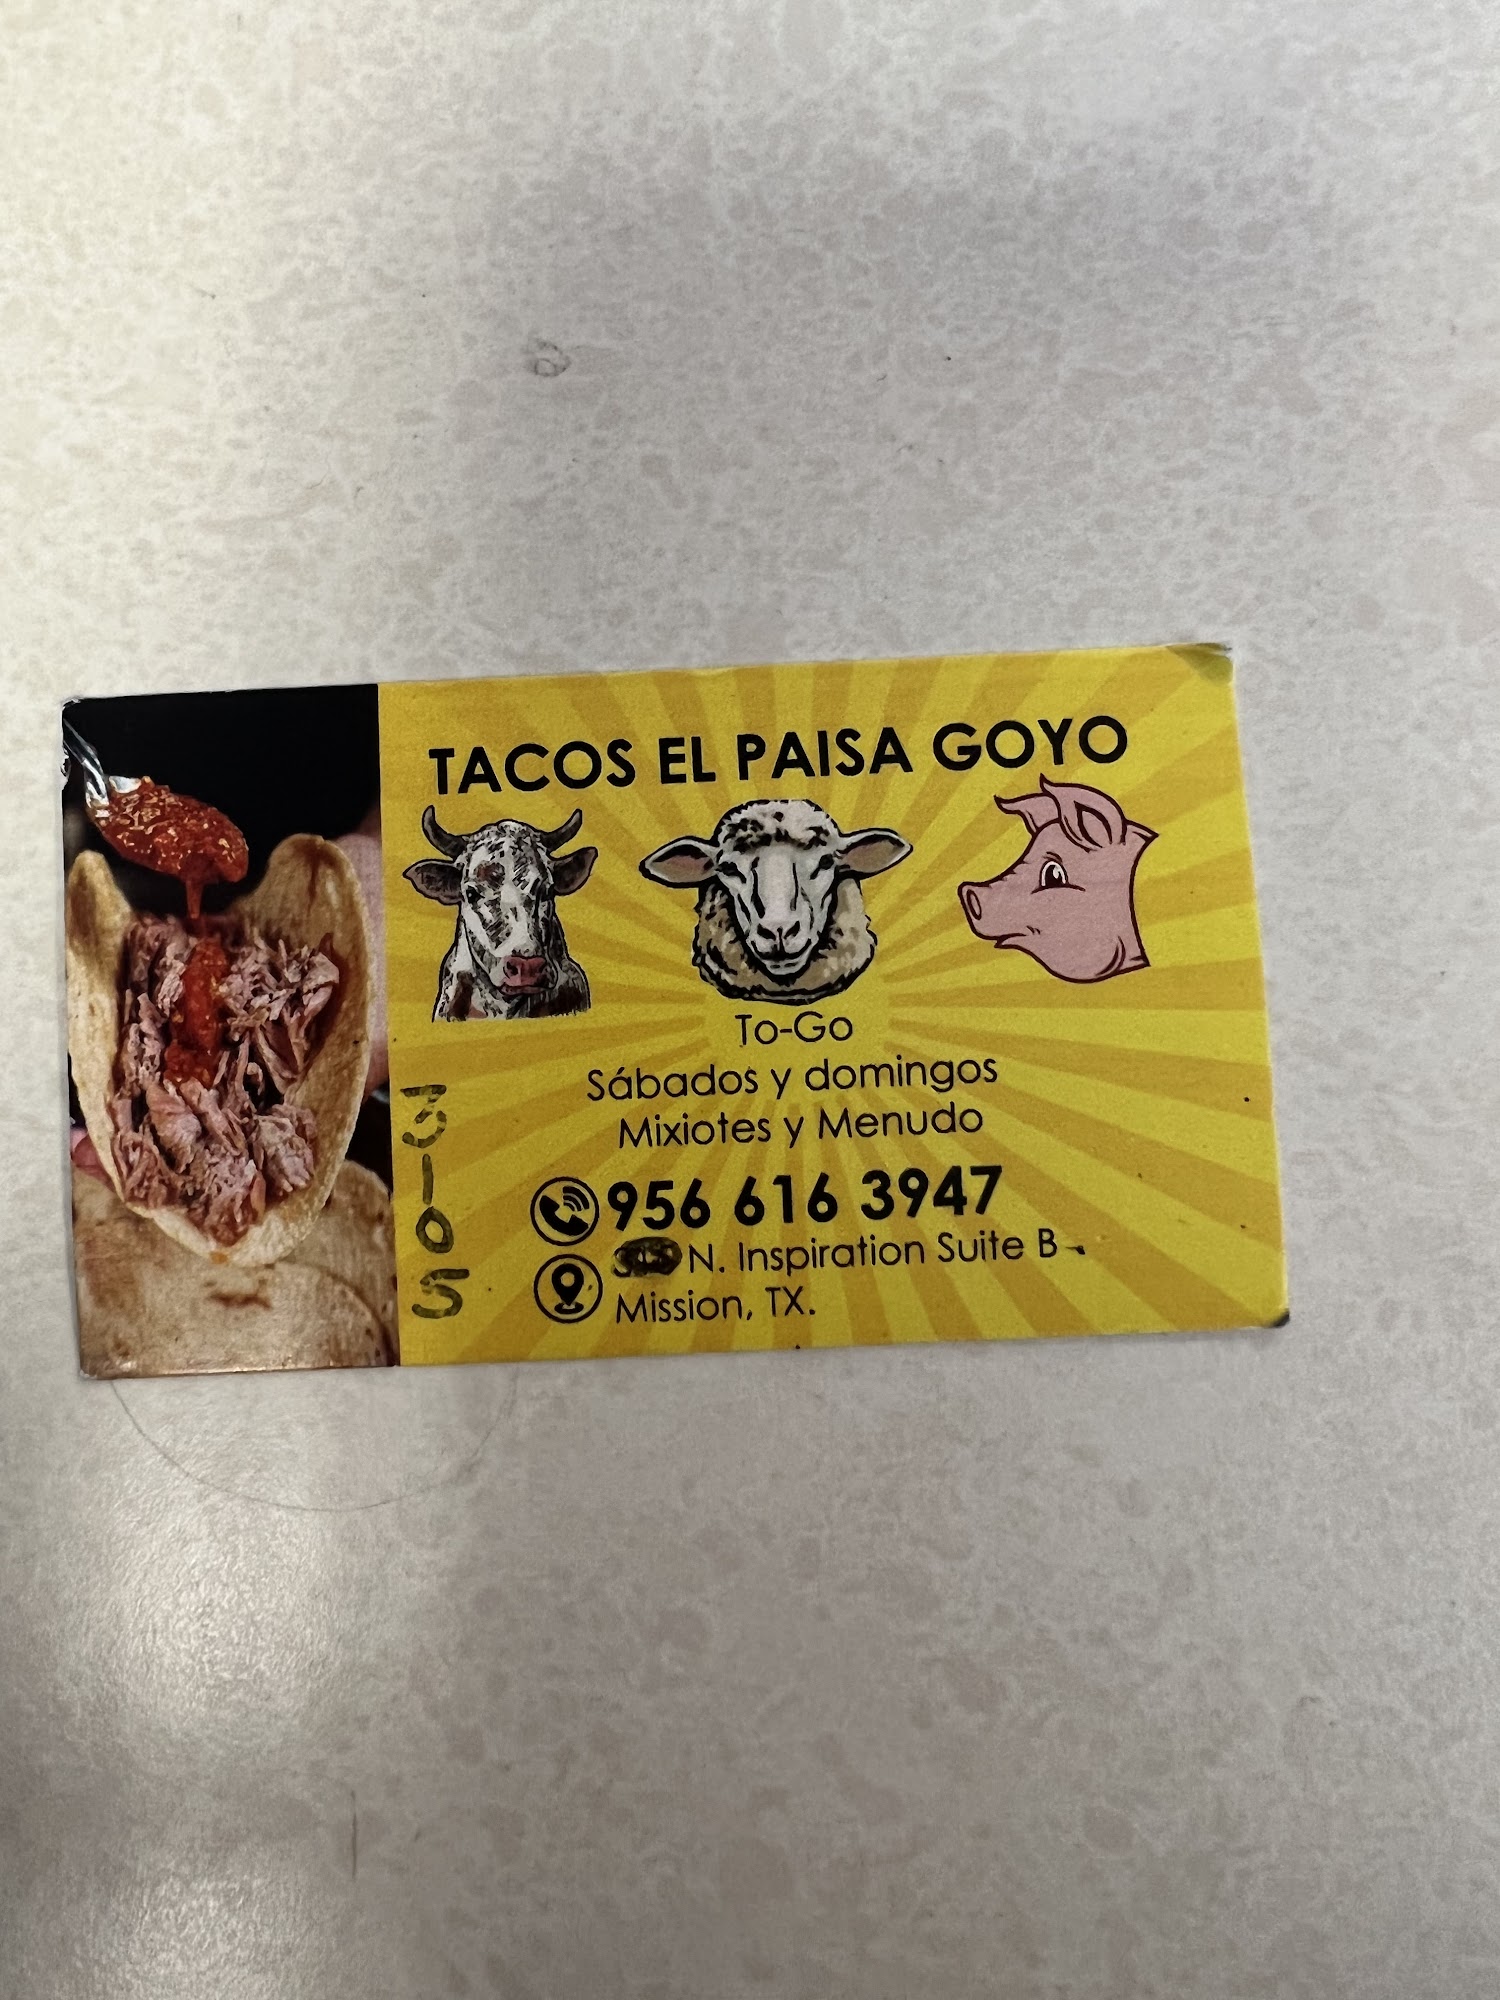 TACOS EL PAISA GOYO
To-Go
Sábados y domingos
Mixiotes y Menudo
956 616 3947
N. Inspiration Suite B
Mission, TX.
3105